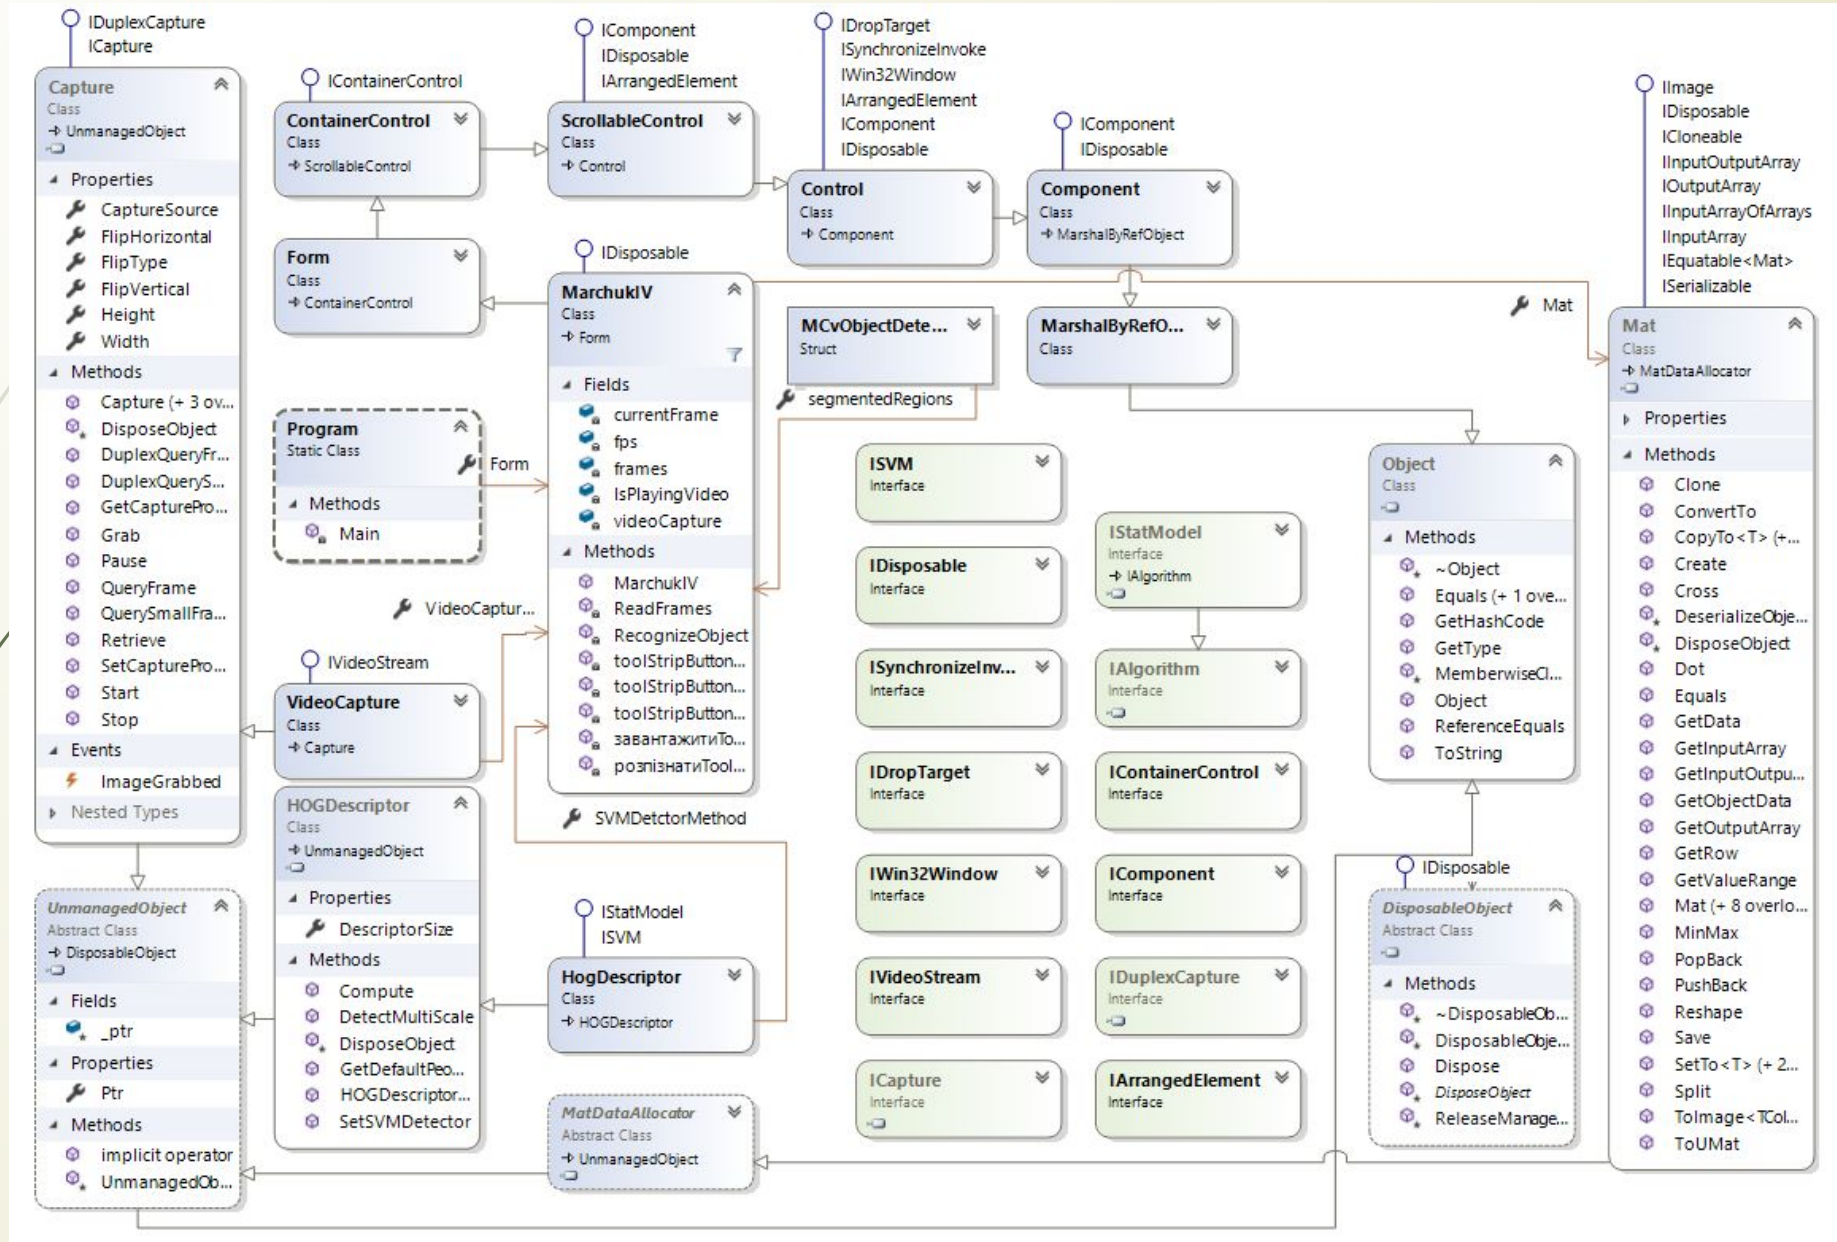 IDuplexCapture
ICapture
Capture
Class
UnmanagedObject
Properties
CaptureSource
FlipHorizontal
FlipType
FlipVertical
Height
Width
Methods
Capture (+ 3 ov...
DisposeObject
DuplexQueryFr...
DuplexQueryS...
GetCapturePro...
Grab
Pause
QueryFrame
QuerySmallFra...
Retrieve
SetCapturePro...
Start
Stop
Events
ImageGrabbed
Nested Types
UnmanagedObject
Abstract Class
DisposableObject
Fields
_ptr
Properties
Ptr
Methods
implicit operator
UnmanagedOb...
IContainerControl
ContainerControl
Class
ScrollableControl
Form
Class
ContainerControl
Program
Static Class
Methods
Main
Form
VideoCaptur...
IVideoStream
VideoCapture
Class
Capture
HOGDescriptor
Class
UnmanagedObject
Properties
DescriptorSize
Methods
Compute
DetectMultiScale
DisposeObject
GetDefaultPeo...
HOGDescriptor...
SetSVMDetector
IComponent
IDisposable
IArrangedElement
ScrollableControl
Class
Control
IDisposable
MarchukIV
Class
Form
Fields
currentFrame
fps
frames
IsPlayingVideo
videoCapture
Methods
MarchukIV
ReadFrames
RecognizeObject
toolStripButton...
toolStripButton...
toolStripButton...
завантажитиTo...
розпізнатиTool...
SVMDetctorMethod
IStatModel
ISVM
HogDescriptor
Class
HOGDescriptor
MatDataAllocator
Abstract Class
UnmanagedObject
IDropTarget
ISynchronizeInvoke
IWin32Window
IArrangedElement
IComponent
IDisposable
Control
Class
Component
MCvObjectDete...
Struct
segmentedRegions
IComponent
IDisposable
Component
Class
MarshalByRefObject
MarshalByRefO...
Class
ISVM
Interface
IDisposable
Interface
ISynchronizeInv...
Interface
IDropTarget
Interface
IWin32Window
Interface
IVideoStream
Interface
ICapture
Interface
IStatModel
Interface
IAlgorithm
IAlgorithm
Interface
IContainerControl
Interface
IComponent
Interface
IDuplexCapture
Interface
IArrangedElement
Interface
Object
Class
Methods
~Object
Equals (+ 1 ove...
GetHashCode
GetType
MemberwiseCl...
Object
ReferenceEquals
ToString
IDisposable
DisposableObject
Abstract Class
Methods
~DisposableOb...
DisposableObje...
Dispose
DisposeObject
ReleaseManage...
IImage
IDisposable
ICloneable
IInputOutputArray
IOutputArray
IInputArrayOfArrays
IInputArray
IEquatable<Mat>
ISerializable
Mat
Mat
Class
MatDataAllocator
Properties
Methods
Clone
ConvertTo
CopyTo<T> (+...
Create
Cross
DeserializeObje...
DisposeObject
Dot
Equals
GetData
GetInputArray
GetInputOutpu...
GetObjectData
GetOutputArray
GetRow
GetValueRange
Mat (+ 8 overlo...
MinMax
PopBack
PushBack
Reshape
Save
SetTo<T> (+ 2...
Split
ToImage<TCol...
ToUMat